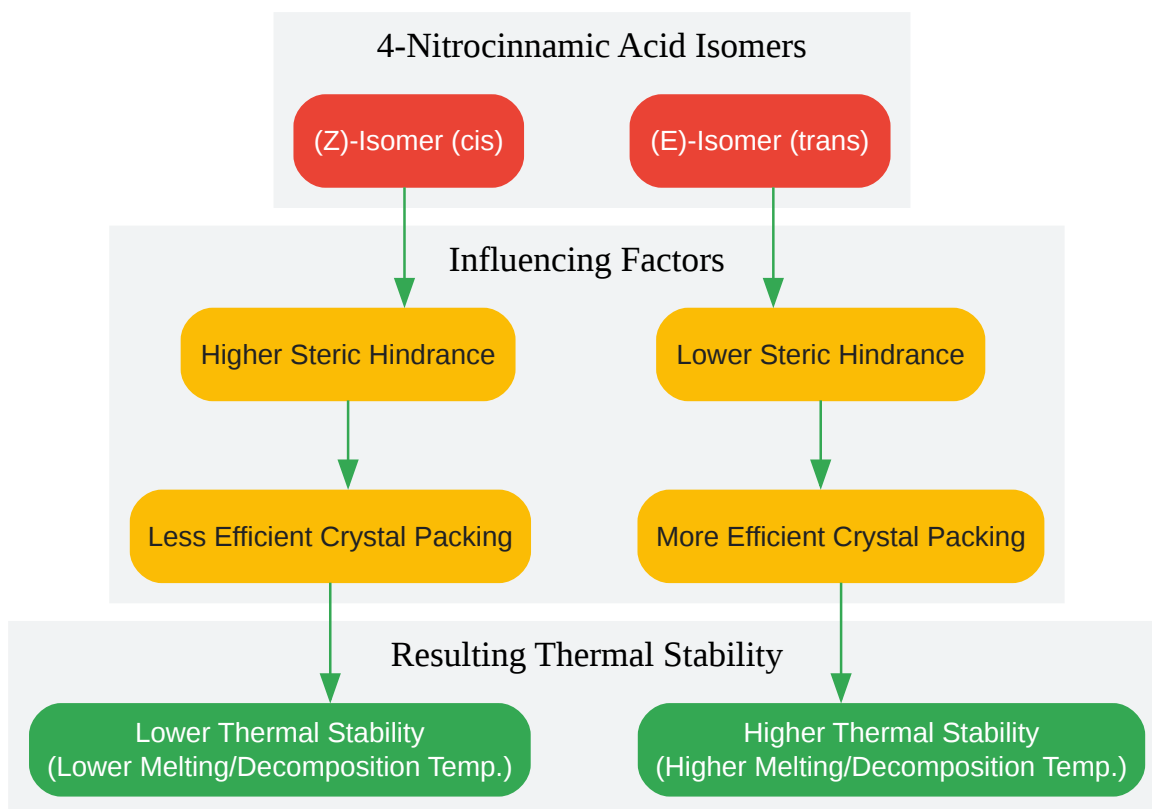 4-Nitrocinnamic Acid Isomers
(Z)-Isomer (cis)
(E)-Isomer (trans)
Influencing Factors
Higher Steric Hindrance
Lower Steric Hindrance
Less Efficient Crystal Packing
More Efficient Crystal Packing
Resulting Thermal Stability
Lower Thermal Stability
(Lower Melting/Decomposition Temp.)
Higher Thermal Stability
(Higher Melting/Decomposition Temp.)